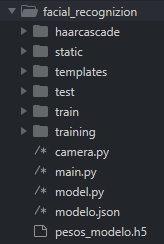 facial_recognizion
haarcascade
static
templates
test
train
training
/* camera.py
/* main.py
/* model.py
/* modelo.json
pesos_modelo.h5